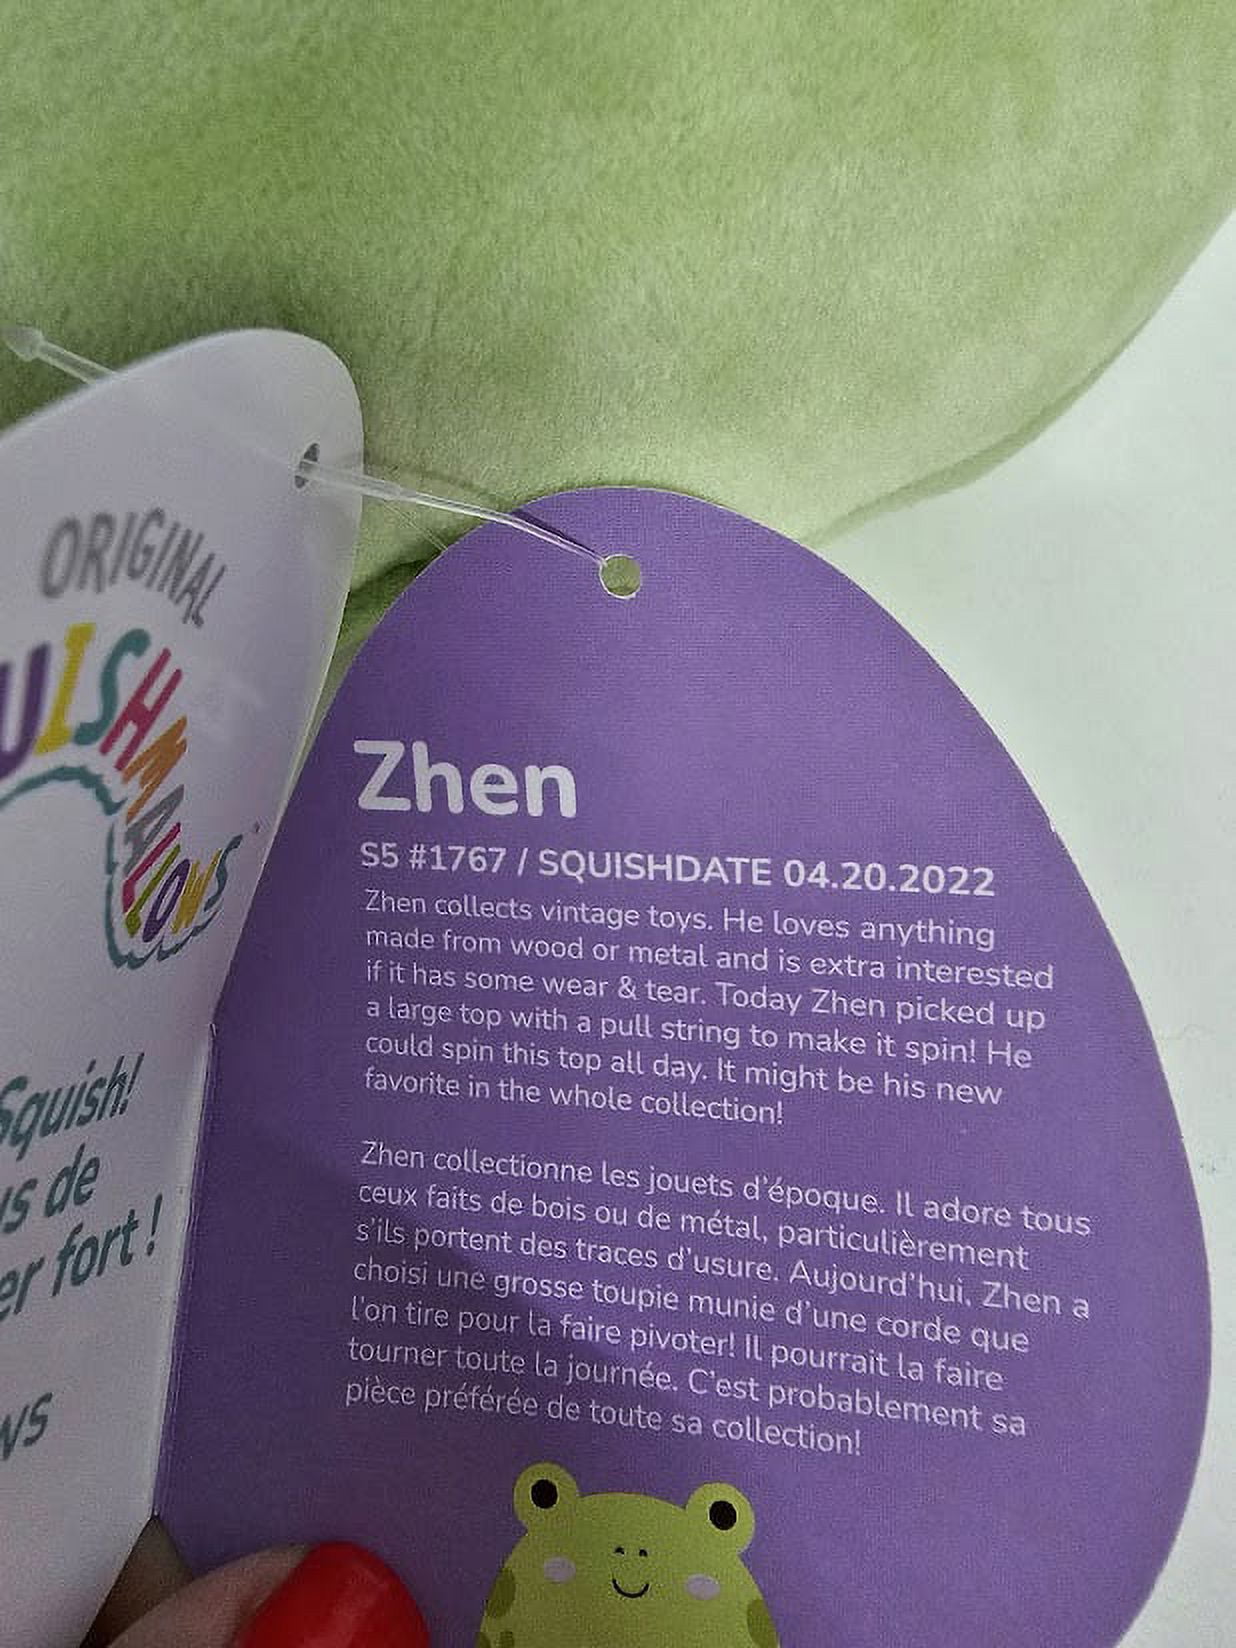 ORIGINAL
UISHMALLOWS
Squish!
us de
er fort !
ws
Zhen
S5 #1767 / SQUISHDATE 04.20.2022
Zhen collects vintage toys. He loves anything
made from wood or metal and is extra interested
if it has some wear & tear. Today Zhen picked up
a large top with a pull string to make it spin! He
could spin this top all day. It might be his new
favorite in the whole collection!
Zhen collectionne les jouets d'époque. Il adore tous
ceux faits de bois ou de métal, particulièrement
s'ils portent des traces d'usure. Aujourd'hui, Zhen a
choisi une grosse toupie munie d'une corde que
l'on tire pour la faire pivoter! Il pourrait la faire
tourner toute la journée. C'est probablement sa
pièce préférée de toute sa collection!